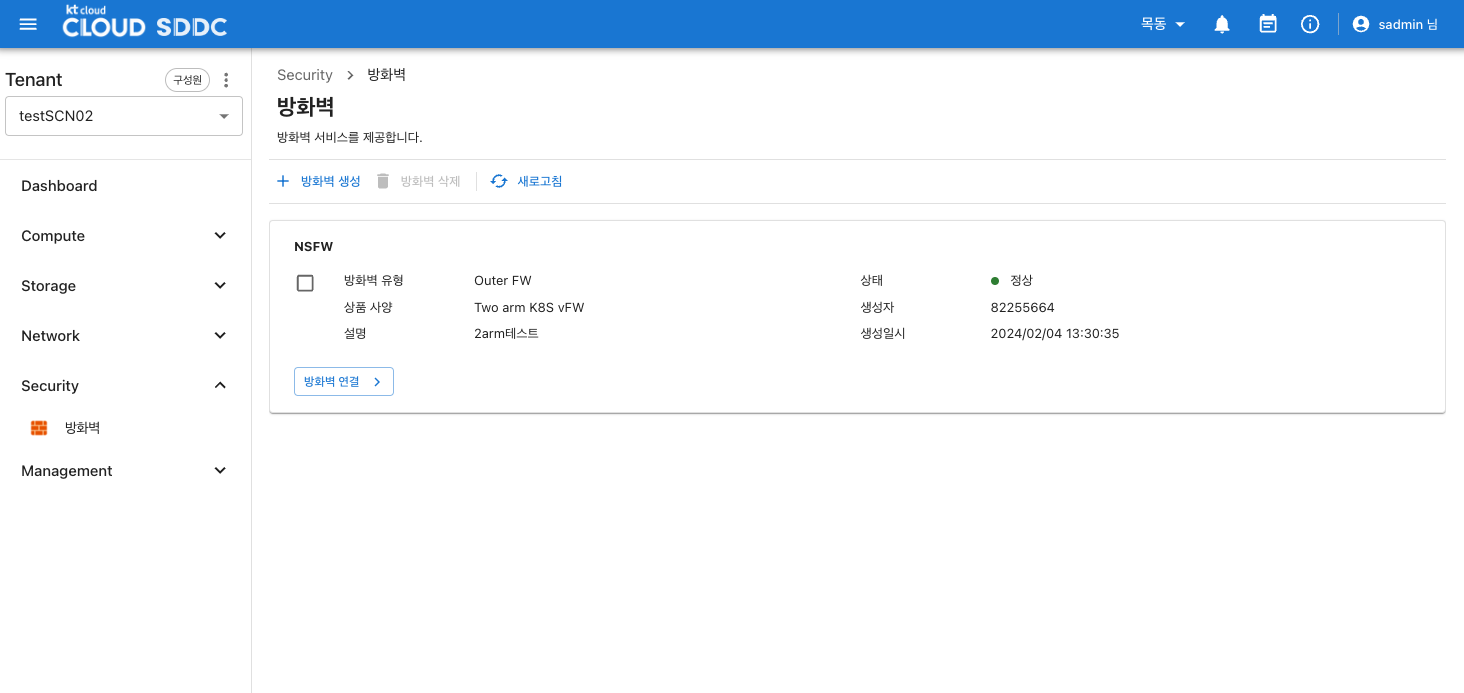 kt cloud
CLOUD SDDC
목동
sadmin 님
Tenant
구성원
testSCN02
Dashboard
Compute
Storage
Network
Security
방화벽
Management
Security > 방화벽
방화벽
방화벽 서비스를 제공합니다.
방화벽 생성 방화벽 삭제 새로고침
NSFW
방화벽 유형 Outer FW 상태 정상
상품 사양 Two arm K8S vFW 생성자 82255664
설명 2arm테스트 생성일시 2024/02/04 13:30:35
방화벽 연결